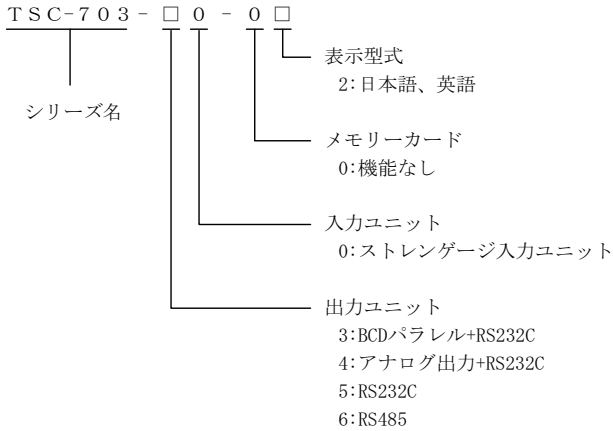 TSC-703-□0-0□
表示型式
2:日本語、英語
シリーズ名
メモリーカード
0:機能なし
入力ユニット
0:ストレンゲージ入力ユニット
出力ユニット
3:BCDパラレル+RS232C
4:アナログ出力+RS232C
5:RS232C
6:RS485